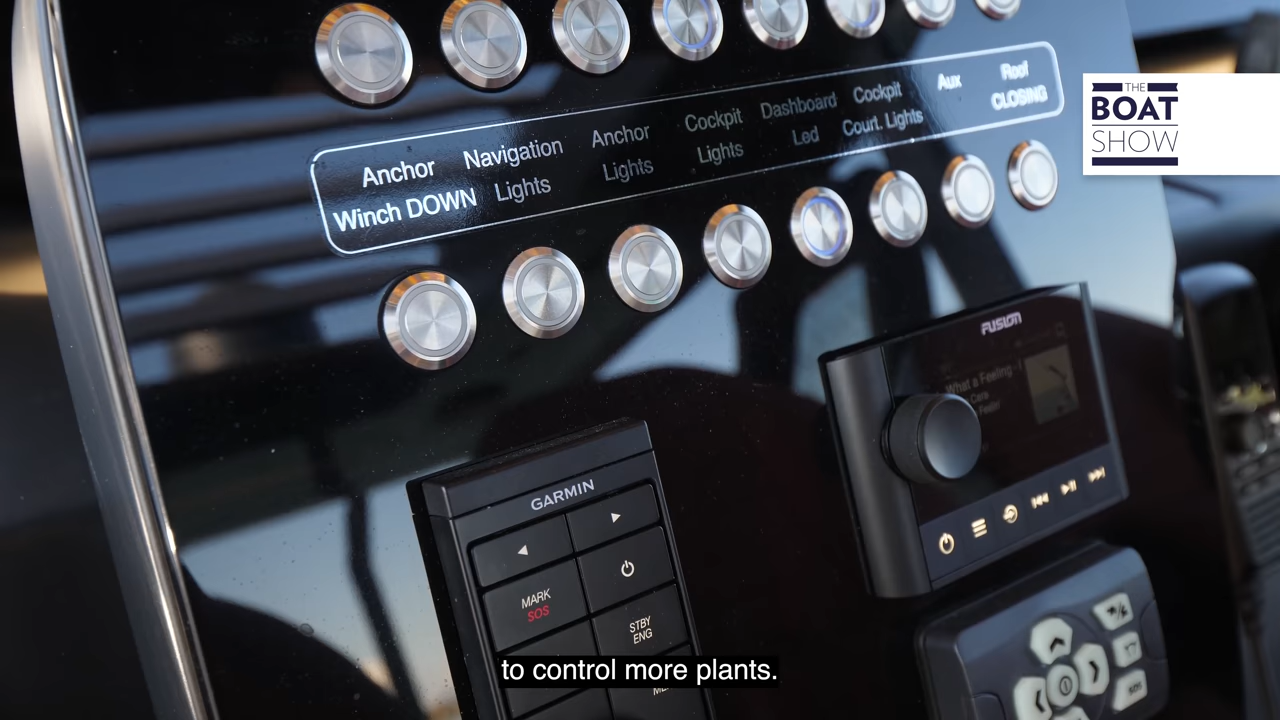 THE
BOAT
SHOW
Anchor
Winch DOWN
Navigation
Lights
Anchor
Lights
Cockpit
Lights
Dashboard
Led
Cockpit
Court. Lights
Aux
Roof
CLOSING
FUSION
What a Feeling - I
Cara
GARMIN
MARK
SOS
STBY
ENG
to control more plants.